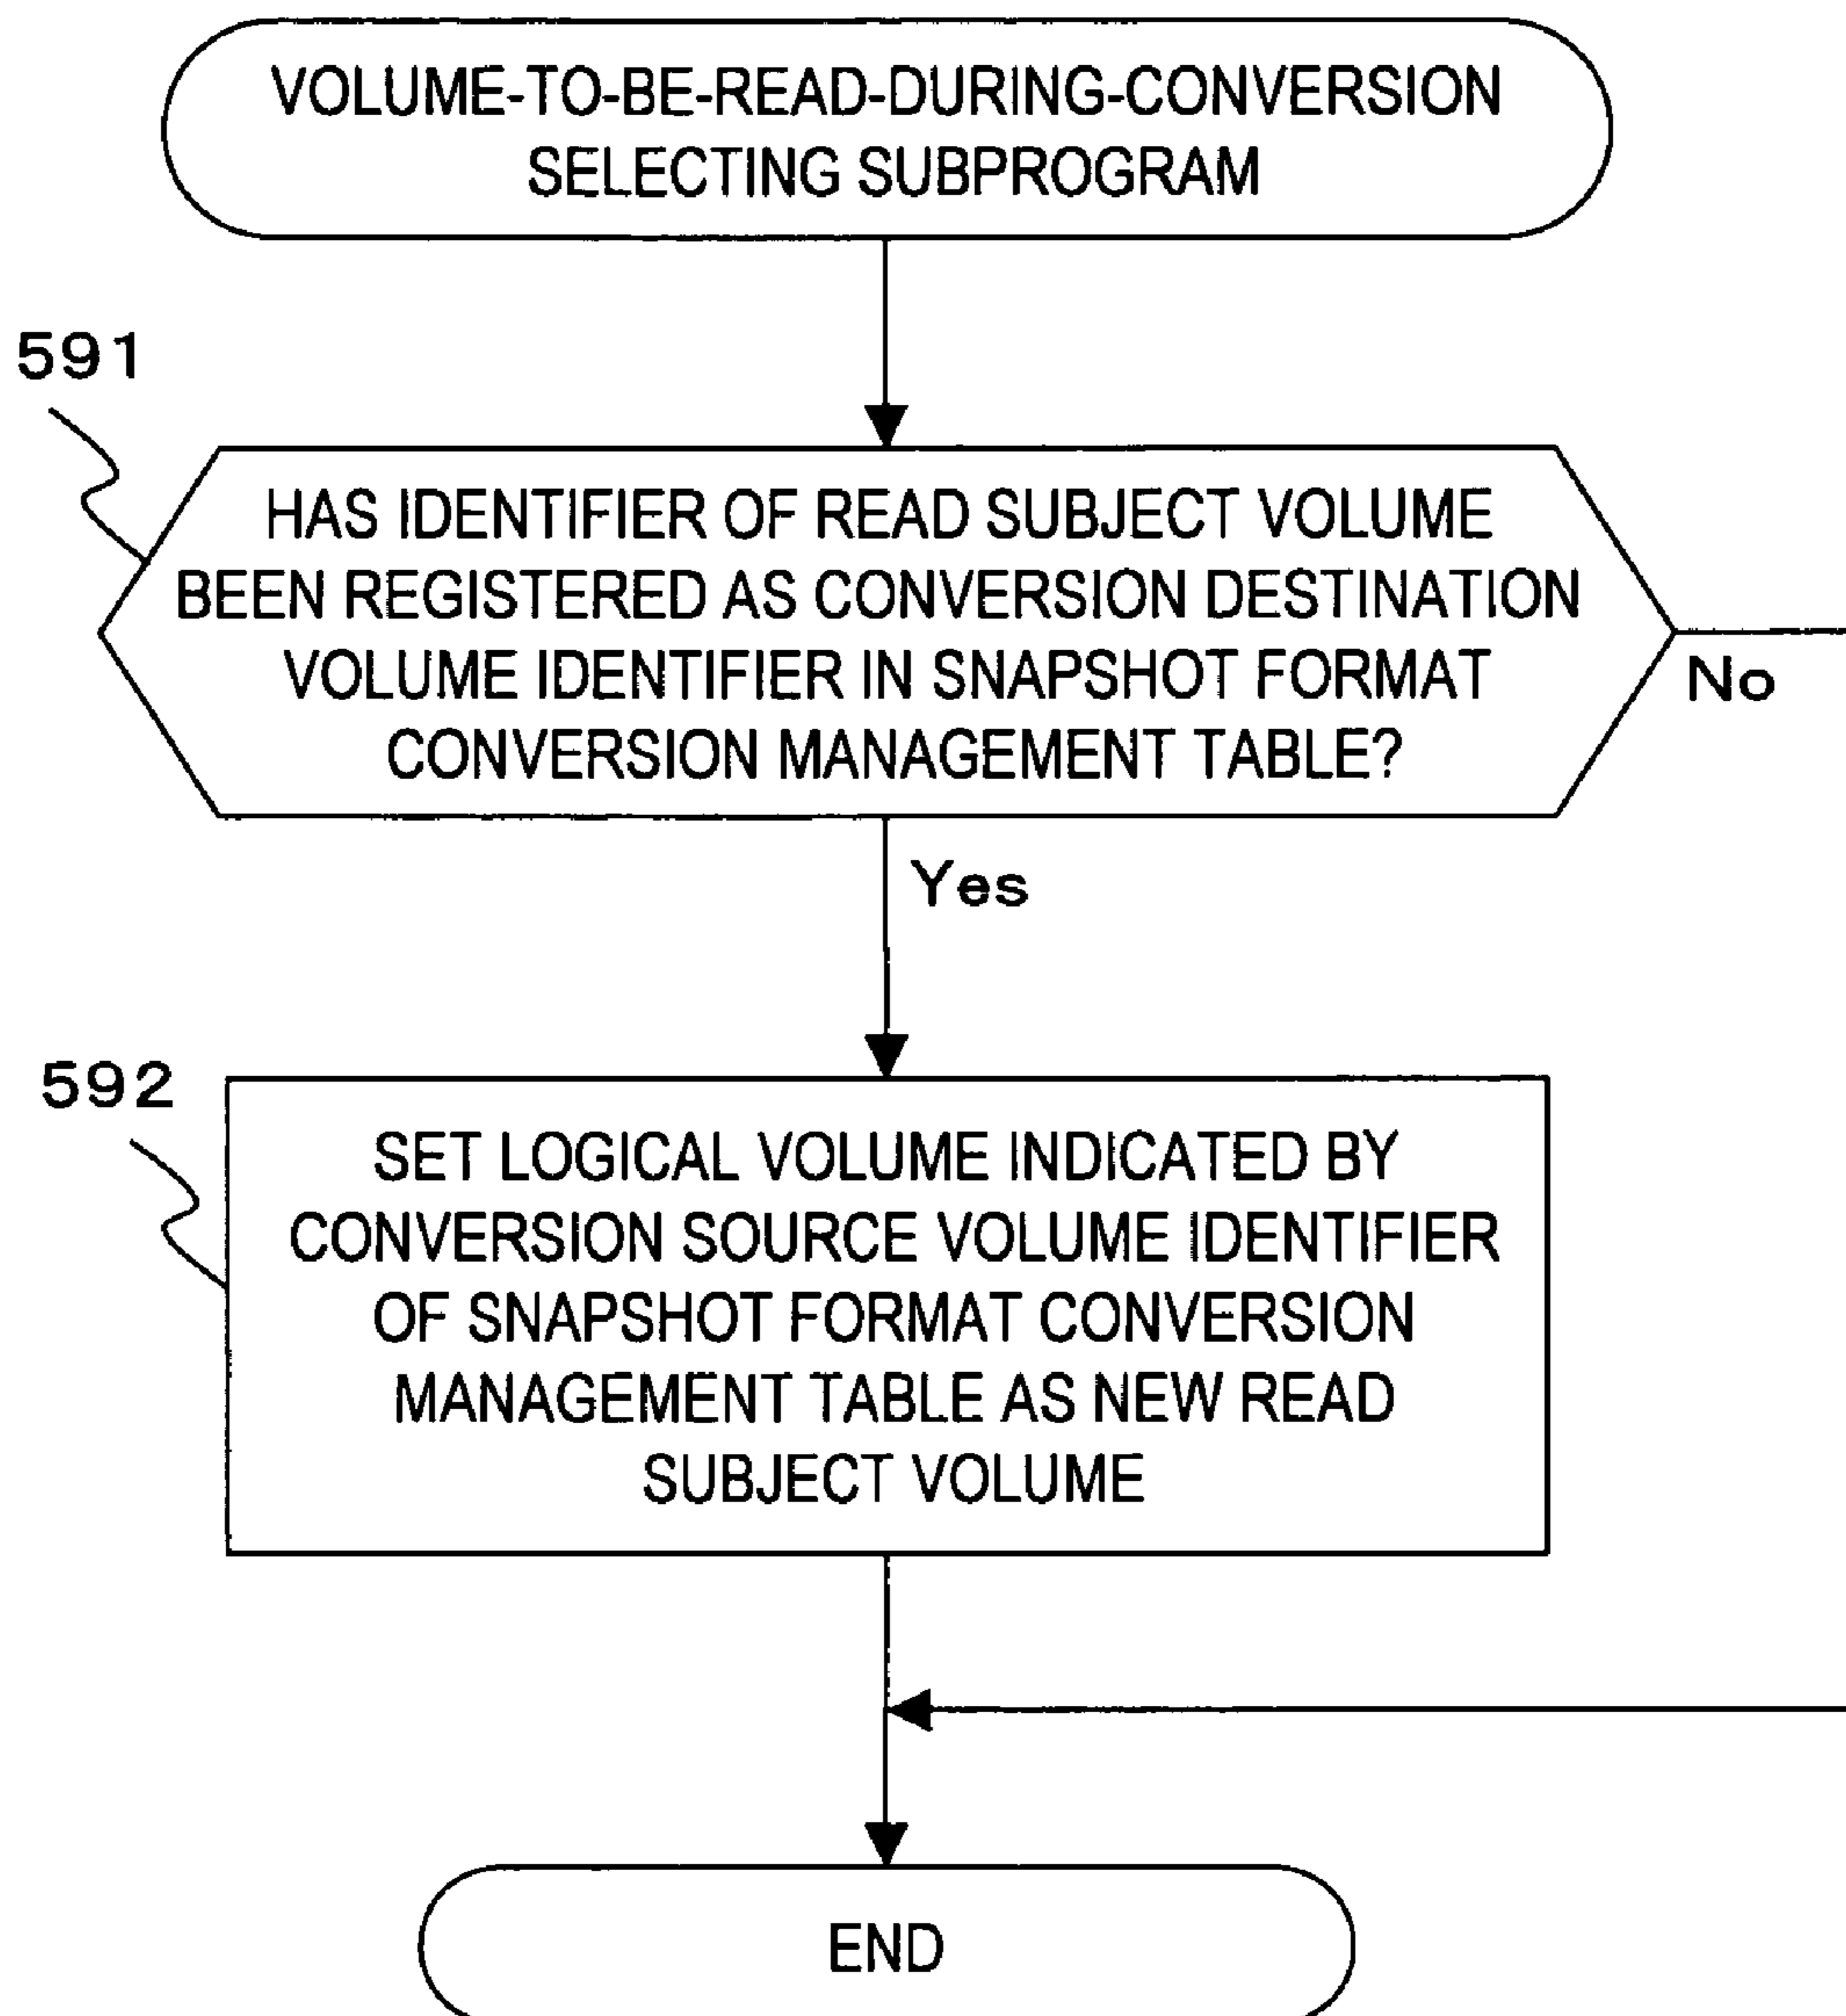 VOLUME-TO-BE-READ-DURING-CONVERSION
SELECTING SUBPROGRAM
591
HAS IDENTIFIER OF READ SUBJECT VOLUME
BEEN REGISTERED AS CONVERSION DESTINATION
VOLUME IDENTIFIER IN SNAPSHOT FORMAT
CONVERSION MANAGEMENT TABLE?
No
Yes
592
SET LOGICAL VOLUME INDICATED BY
CONVERSION SOURCE VOLUME IDENTIFIER
OF SNAPSHOT FORMAT CONVERSION
MANAGEMENT TABLE AS NEW READ
SUBJECT VOLUME
END